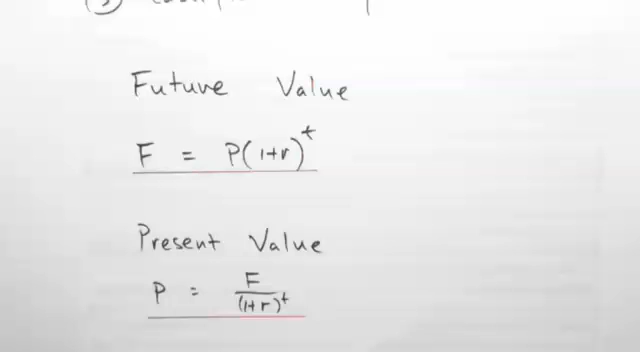 Future Value
F = P(1+r)^t
Present Value
P = F/(1+r)^t